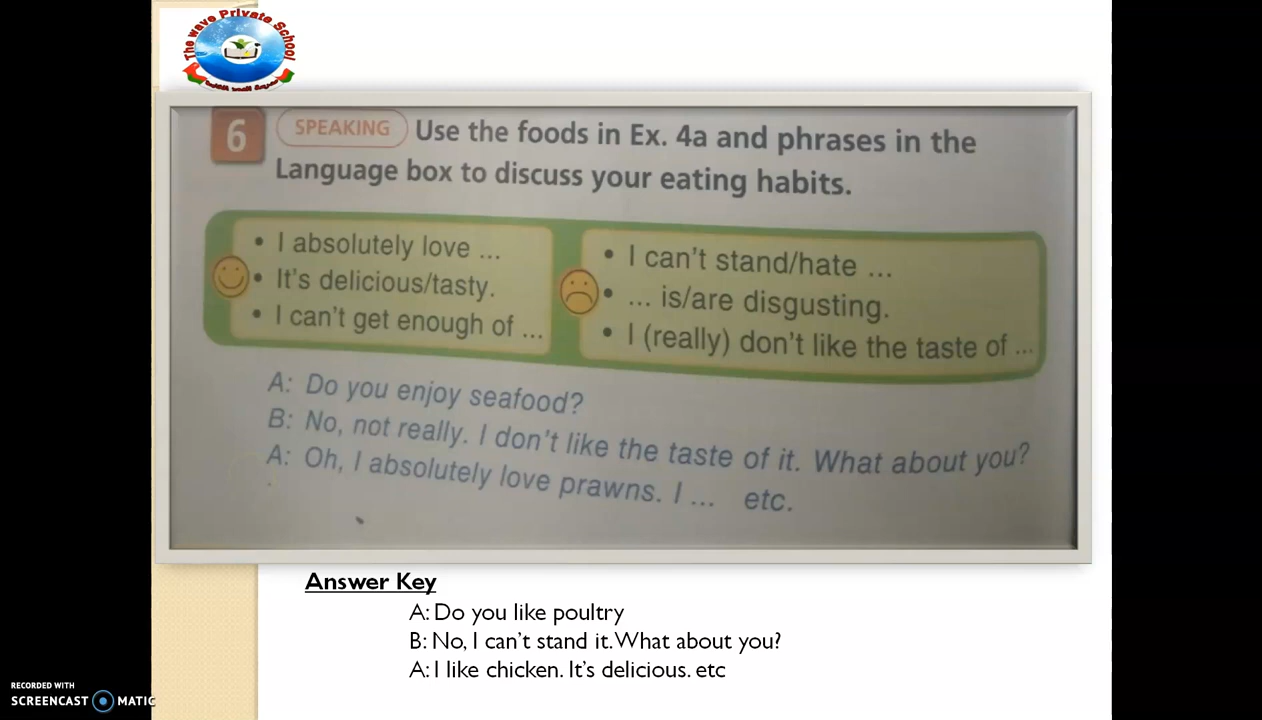 The wave Private School
6 SPEAKING Use the foods in Ex. 4a and phrases in the
Language box to discuss your eating habits.
• I absolutely love ...
• It's delicious/tasty.
• I can't get enough of ...
• I can't stand/hate ...
• ... is/are disgusting.
• I (really) don't like the taste of ...
A: Do you enjoy seafood?
B: No, not really. I don't like the taste of it. What about you?
A: Oh, I absolutely love prawns. I ... etc.
Answer Key
A: Do you like poultry
B: No, I can't stand it. What about you?
A: I like chicken. It's delicious. etc
RECORDED WITH
SCREENCAST MATIC